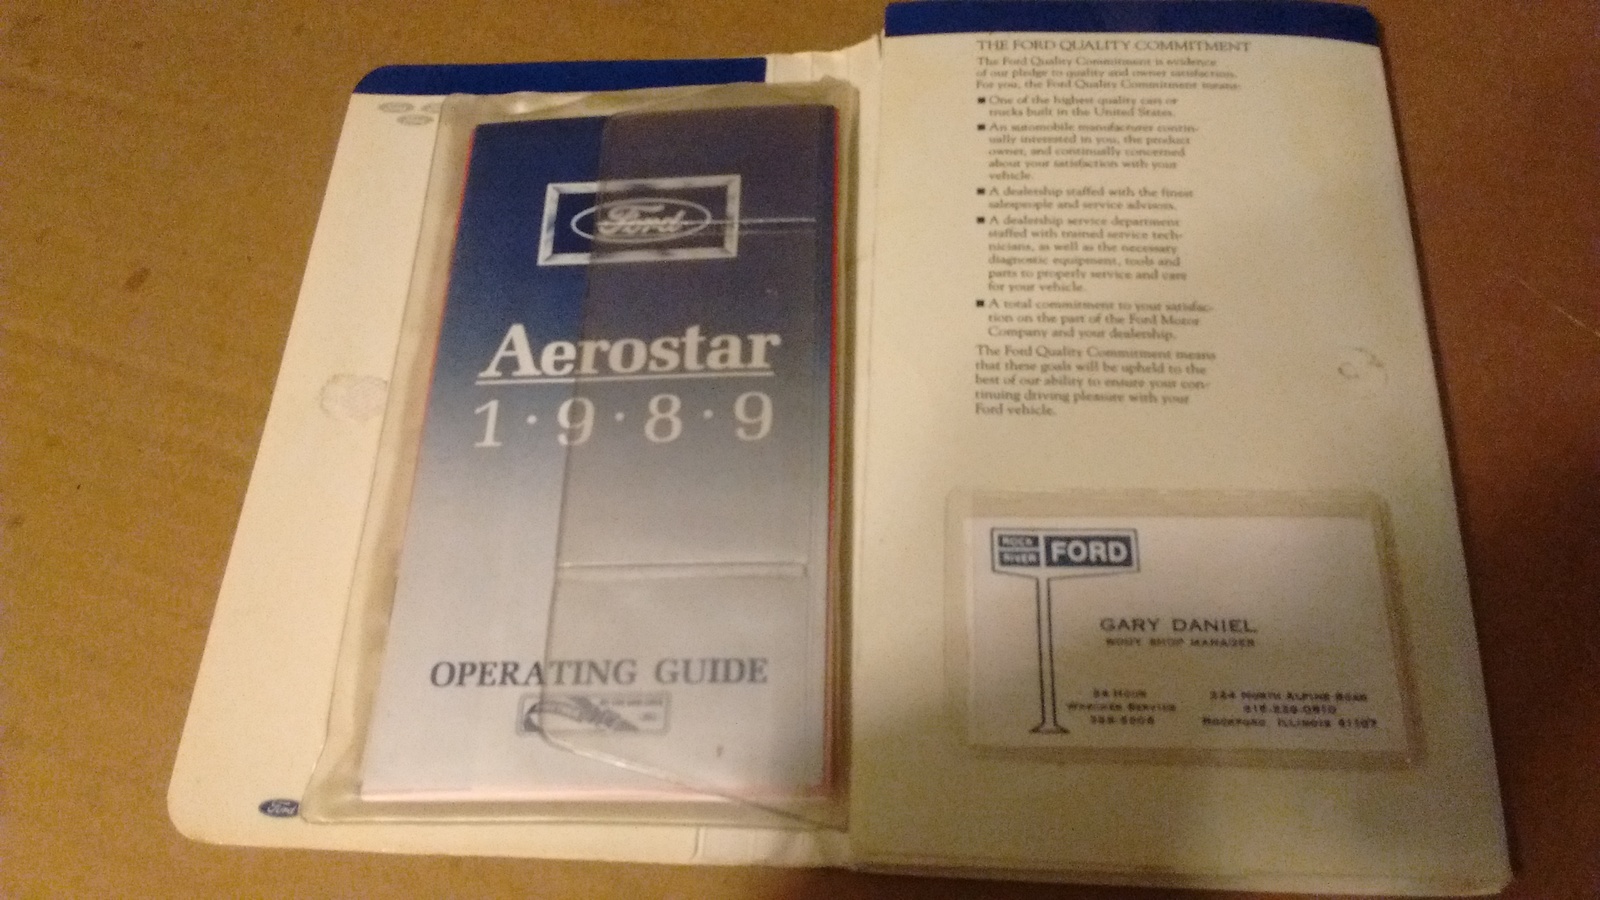 Ford
Aerostar
1·9·8·9
OPERATING GUIDE
Ford
THE FORD QUALITY COMMITMENT
The Ford Quality Commitment is evidence
of our pledge to quality and owner satisfaction.
For you, the Ford Quality Commitment means:
■ One of the highest quality cars or
trucks built in the United States.
■ An automobile manufacturer contin-
ually interested in you, the product
owner, and continually concerned
about your satisfaction with your
vehicle.
■ A dealership staffed with the finest
salespeople and service advisors.
■ A dealership service department
staffed with trained service tech-
nicians, as well as the necessary
diagnostic equipment, tools and
parts to properly service and care
for your vehicle.
■ A total commitment to your satisfac-
tion on the part of the Ford Motor
Company and your dealership.
The Ford Quality Commitment means
that these goals will be upheld to the
best of our ability to ensure your con-
tinuing driving pleasure with your
Ford vehicle.
ROCK
RIVER
FORD
GARY DANIEL
BODY SHOP MANAGER
24 HOUR
WRECKER SERVICE
224 NORTH ALPINE ROAD
ROCKFORD, ILLINOIS 61107